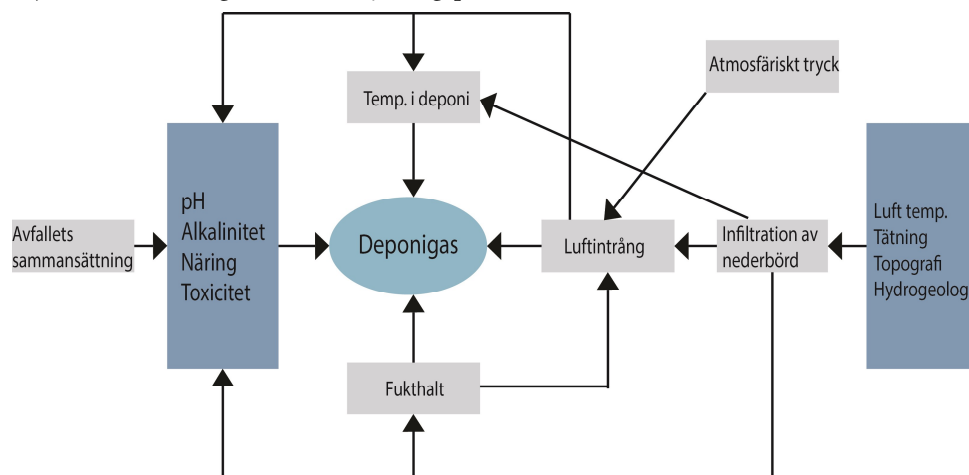 Temp. i deponi
Atmosfäriskt tryck
pH
Alkalinitet
Näring
Toxicitet
Avfallets
sammansättning
Deponigas
Luftintrång
Infiltration av
nederbörd
Luft temp.
Tätning
Topografi
Hydrogeolog
Fukthalt